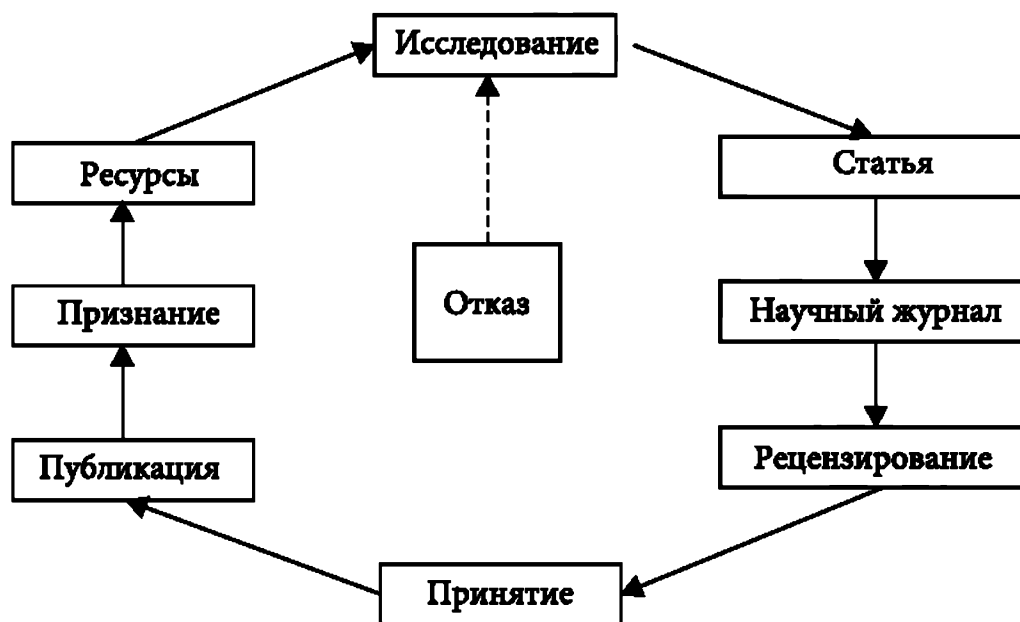 Исследование
Ресурсы
Статья
Признание
Отказ
Научный журнал
Публикация
Рецензирование
Принятие